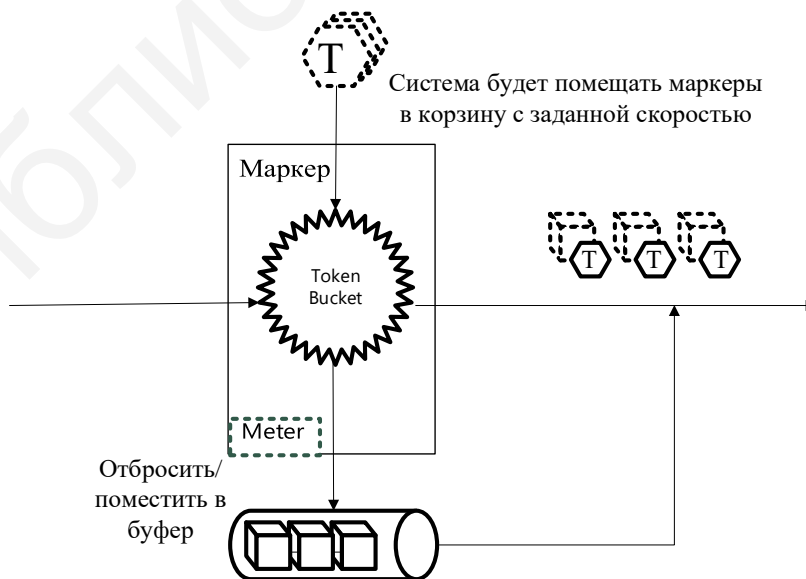 T
Система будет помещать маркеры
в корзину с заданной скоростью
Маркер
Token
Bucket
T T T
Meter
Отбросить/
поместить в
буфер